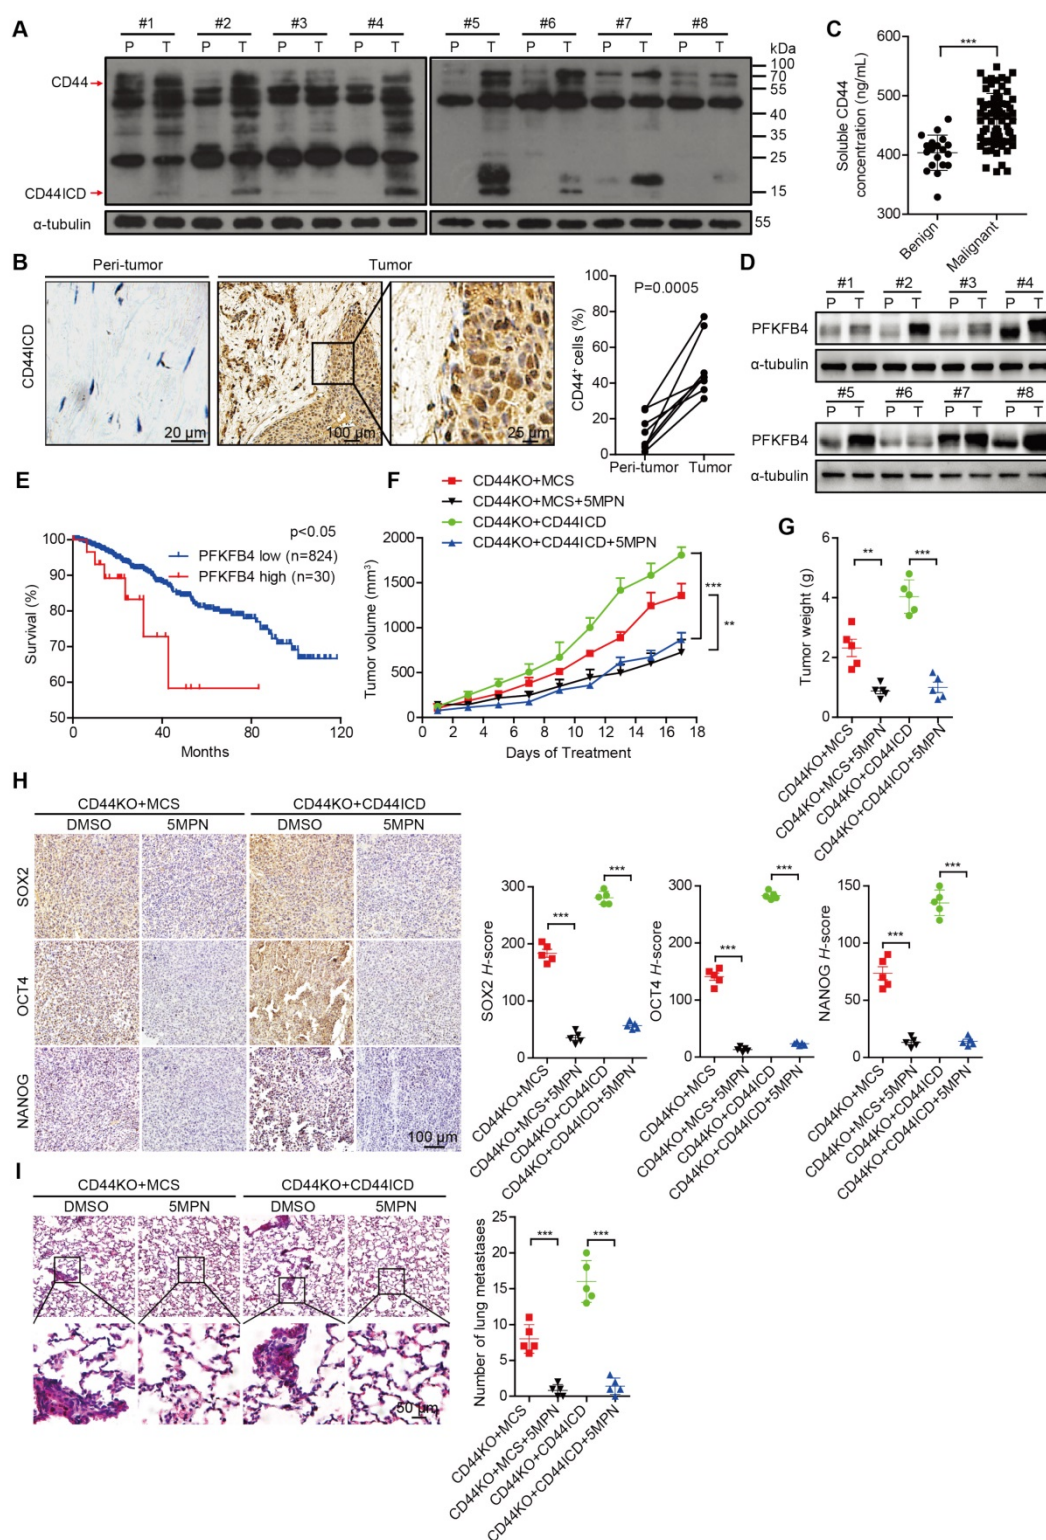 A
#1 #2 #3 #4 #5 #6 #7 #8
P T P T P T P T P T P T P T P T
kDa
CD44
100
70
55
40
35
25
CD44ICD
15
α-tubulin
55
C
***
Soluble CD44
concentration (ng/mL)
600
500
400
300
Benign
Malignant
B
Peri-tumor
Tumor
CD44ICD
20 µm
100 µm
25 µm
CD44⁺ cells (%)
100
80
60
40
20
0
P=0.0005
Peri-tumor Tumor
D
#1 #2 #3 #4
P T P T P T P T
PFKFB4
α-tubulin
#5 #6 #7 #8
P T P T P T P T
PFKFB4
α-tubulin
E
p<0.05
PFKFB4 low (n=824)
PFKFB4 high (n=30)
Survival (%)
100
90
80
70
60
50
0 40 80 120
Months
F
CD44KO+MCS
CD44KO+MCS+5MPN
CD44KO+CD44ICD
CD44KO+CD44ICD+5MPN
Tumor volume (mm³)
2000
1500
1000
500
0
***
**
0 2 4 6 8 10 12 14 16 18
Days of Treatment
G
Tumor weight (g)
6
4
2
0
** ***
CD44KO+MCS
CD44KO+MCS+5MPN
CD44KO+CD44ICD
CD44KO+CD44ICD+5MPN
H
CD44KO+MCS CD44KO+CD44ICD
DMSO 5MPN DMSO 5MPN
SOX2
OCT4
NANOG
100 µm
SOX2 H-score
300
200
100
0
*** ***
CD44KO+MCS
CD44KO+MCS+5MPN
CD44KO+CD44ICD
CD44KO+CD44ICD+5MPN
OCT4 H-score
300
200
100
0
*** ***
CD44KO+MCS
CD44KO+MCS+5MPN
CD44KO+CD44ICD
CD44KO+CD44ICD+5MPN
NANOG H-score
150
100
50
0
*** ***
CD44KO+MCS
CD44KO+MCS+5MPN
CD44KO+CD44ICD
CD44KO+CD44ICD+5MPN
I
CD44KO+MCS CD44KO+CD44ICD
DMSO 5MPN DMSO 5MPN
50 µm
Number of lung metastases
25
20
15
10
5
0
*** ***
CD44KO+MCS
CD44KO+MCS+5MPN
CD44KO+CD44ICD
CD44KO+CD44ICD+5MPN